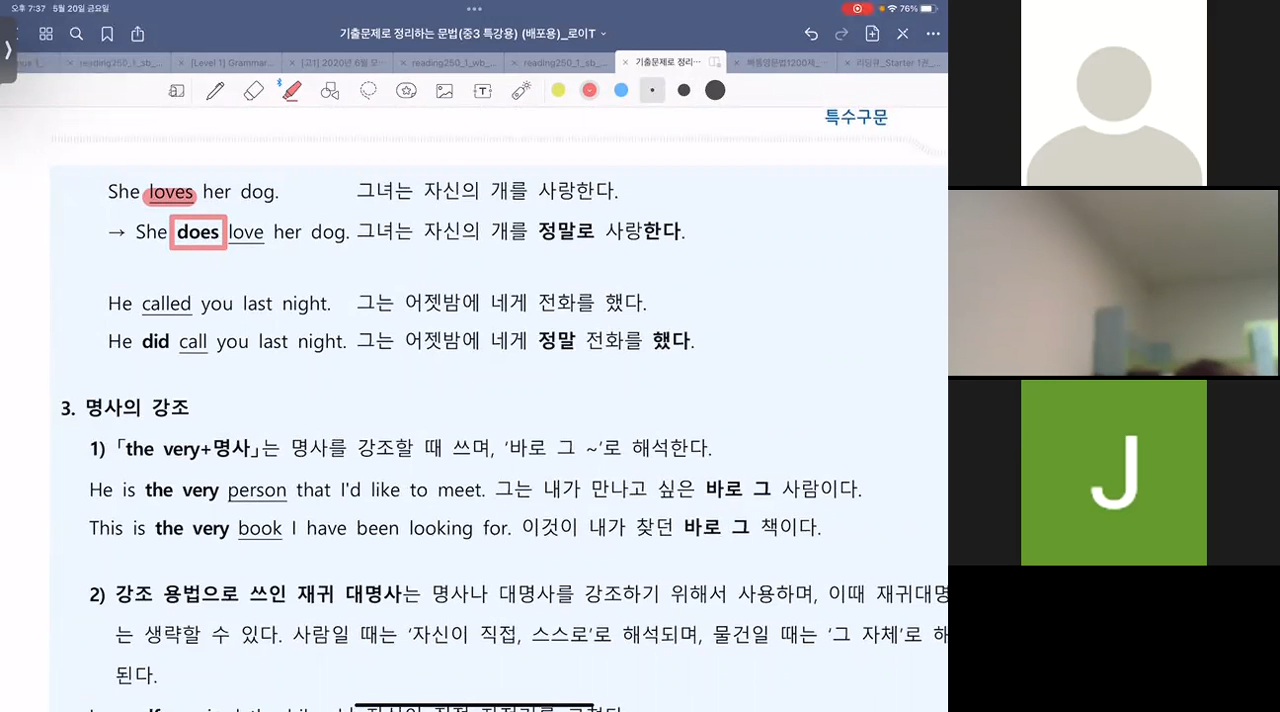 오후 7:37 5월 20일 금요일
76%
기출문제로 정리하는 문법(중3 특강용) (배포용)_로이T
reading250_1_sb_...
[Level 1] Grammar...
[고1] 2020년 6월 모...
reading250_1_wb_...
reading250_1_sb_...
기출문제로 정리...
리딩큐_Starter 1권_...
특수구문
She loves her dog. 그녀는 자신의 개를 사랑한다.
→ She does love her dog. 그녀는 자신의 개를 정말로 사랑한다.
He called you last night. 그는 어젯밤에 네게 전화를 했다.
He did call you last night. 그는 어젯밤에 네게 정말 전화를 했다.
3. 명사의 강조
1) 「the very+명사」는 명사를 강조할 때 쓰며, ‘바로 그 ~’로 해석한다.
He is the very person that I'd like to meet. 그는 내가 만나고 싶은 바로 그 사람이다.
This is the very book I have been looking for. 이것이 내가 찾던 바로 그 책이다.
2) 강조 용법으로 쓰인 재귀 대명사는 명사나 대명사를 강조하기 위해서 사용하며, 이때 재귀대명
는 생략할 수 있다. 사람일 때는 ‘자신이 직접, 스스로’로 해석되며, 물건일 때는 ‘그 자체’로 해
된다.
J